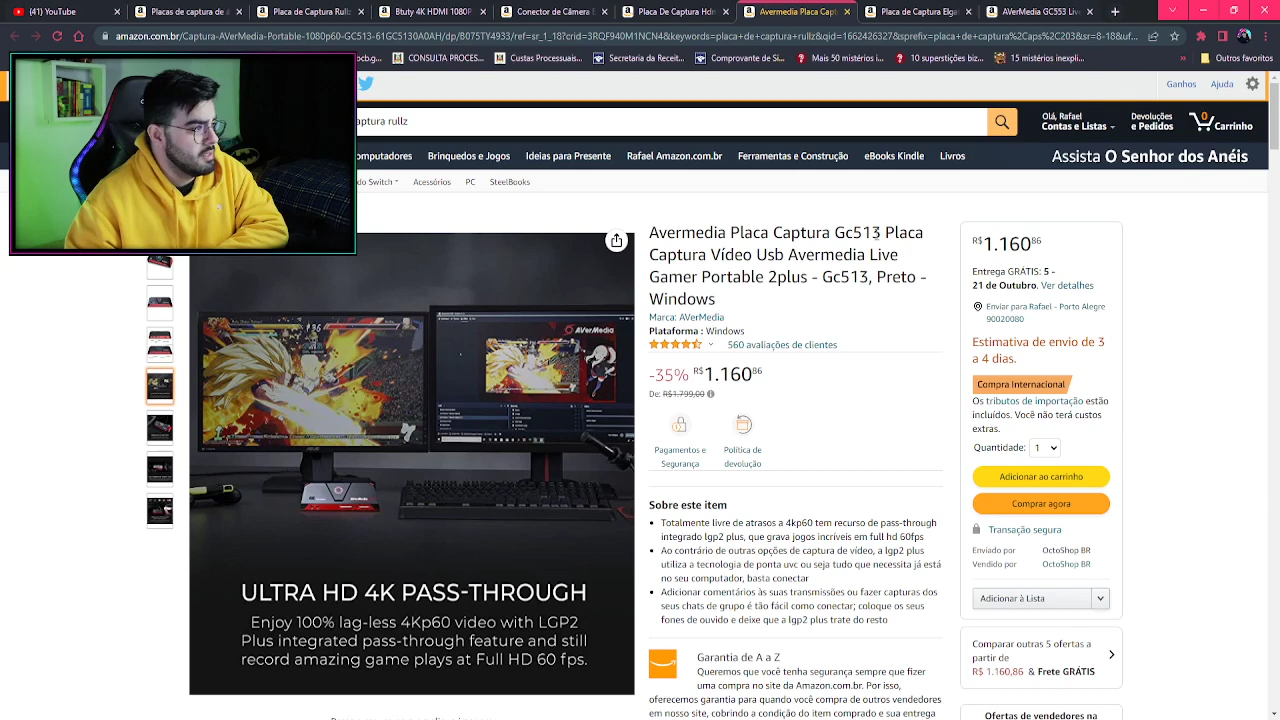 (4) YouTube
Placas de captura de a
Placa de Captura Rullz
Btuty 4K HDMI 1080P
Conector de Câmera E
Placa De Captura
Avermedia Placa Captu
Placa de Captura Elga
AVerMedia GC553 Liv
amazon.com.br/Captura-AVerMedia-Portable-1080p60-GC513-61GC5130A0AH/dp/B075TY4933/ref=sr_1_18?crid=3RQF940M1NCN4&keywords=placa+de+captura+rullz&qid=1662426327&sprefix=placa+de+captura+%2Caps%2C203&sr=8-18&uf...
ocb.g...
CONSULTA PROCES...
Custas Processuais...
Secretaria da Receit...
Comprovante de Sit...
Mais 50 mistérios i...
10 superstições biz...
15 mistérios inexpli...
»
Outros favoritos
Ganhos
Ajuda
aptura rullz
Olá, Rafael
Contas e Listas
Devoluções
e Pedidos
0
Carrinho
omputadores
Brinquedos e Jogos
Ideias para Presente
Rafael Amazon.com.br
Ferramentas e Construção
eBooks Kindle
Livros
Assista O Senhor dos Anéis
do Switch
Acessórios
PC
SteelBooks
Avermedia Placa Captura Gc513 Placa
Captura Vídeo Usb Avermedia Live
Gamer Portable 2plus - Gc513, Preto -
Windows
Marca: AVerMedia
Plataforma : Windows
560 avaliações de clientes
-35% R$1.160,86
De: R$1.799,00
Pagamentos e
Segurança
Política de
devolução
Sobre este item
• Totalmente livre de atrasos a 4kp60 tem recurso de pass-through
integrado lgp2 plus, que grava jogos incríveis em full hd 60fps
• Ao contrário de outras opções de captura de vídeo, a lgp2 plus
utiliza a tecnologia de ponta uvc ou seja tudo que necesita já está
no seu computador, basta conectar
• Adicionar comentários às suas transmissões ou fazer capturas dos
seus chats de grupo é tão fácil como conectar; coloque os seus
fones de ouvido e deixe que a lgp2 plus trate do resto
Garantia de A a Z
Queremos que você tenha segurança sempre que fizer
uma compra no site da Amazon.com.br. Por isso,
oferecemos garantia para quando você compra de outros vendedores
em nosso site, cobrindo a condição do item comprado e sua entrega
R$1.160,86
Entrega GRÁTIS: 5 -
21 de Outubro. Ver detalhes
Enviar para Rafael - Porto Alegre
90020080
Estimativa de envio de 3
a 4 dias.
Compra Internacional
Os tributos de importação estão
incluídos. Você não terá custos
extras.
Quantidade: 1
Adicionar ao carrinho
Comprar agora
Transação segura
Enviado por OctoShop BR
Vendido por OctoShop BR
Adicionar à Lista
Comprar outras 5 ofertas a
partir de
R$ 1.160,86 & Frete GRÁTIS
Ofertas de vendedores na
AVerMedia
ULTRA HD 4K PASS-THROUGH
Enjoy 100% lag-less 4Kp60 video with LGP2
Plus integrated pass-through feature and still
record amazing game plays at Full HD 60 fps.